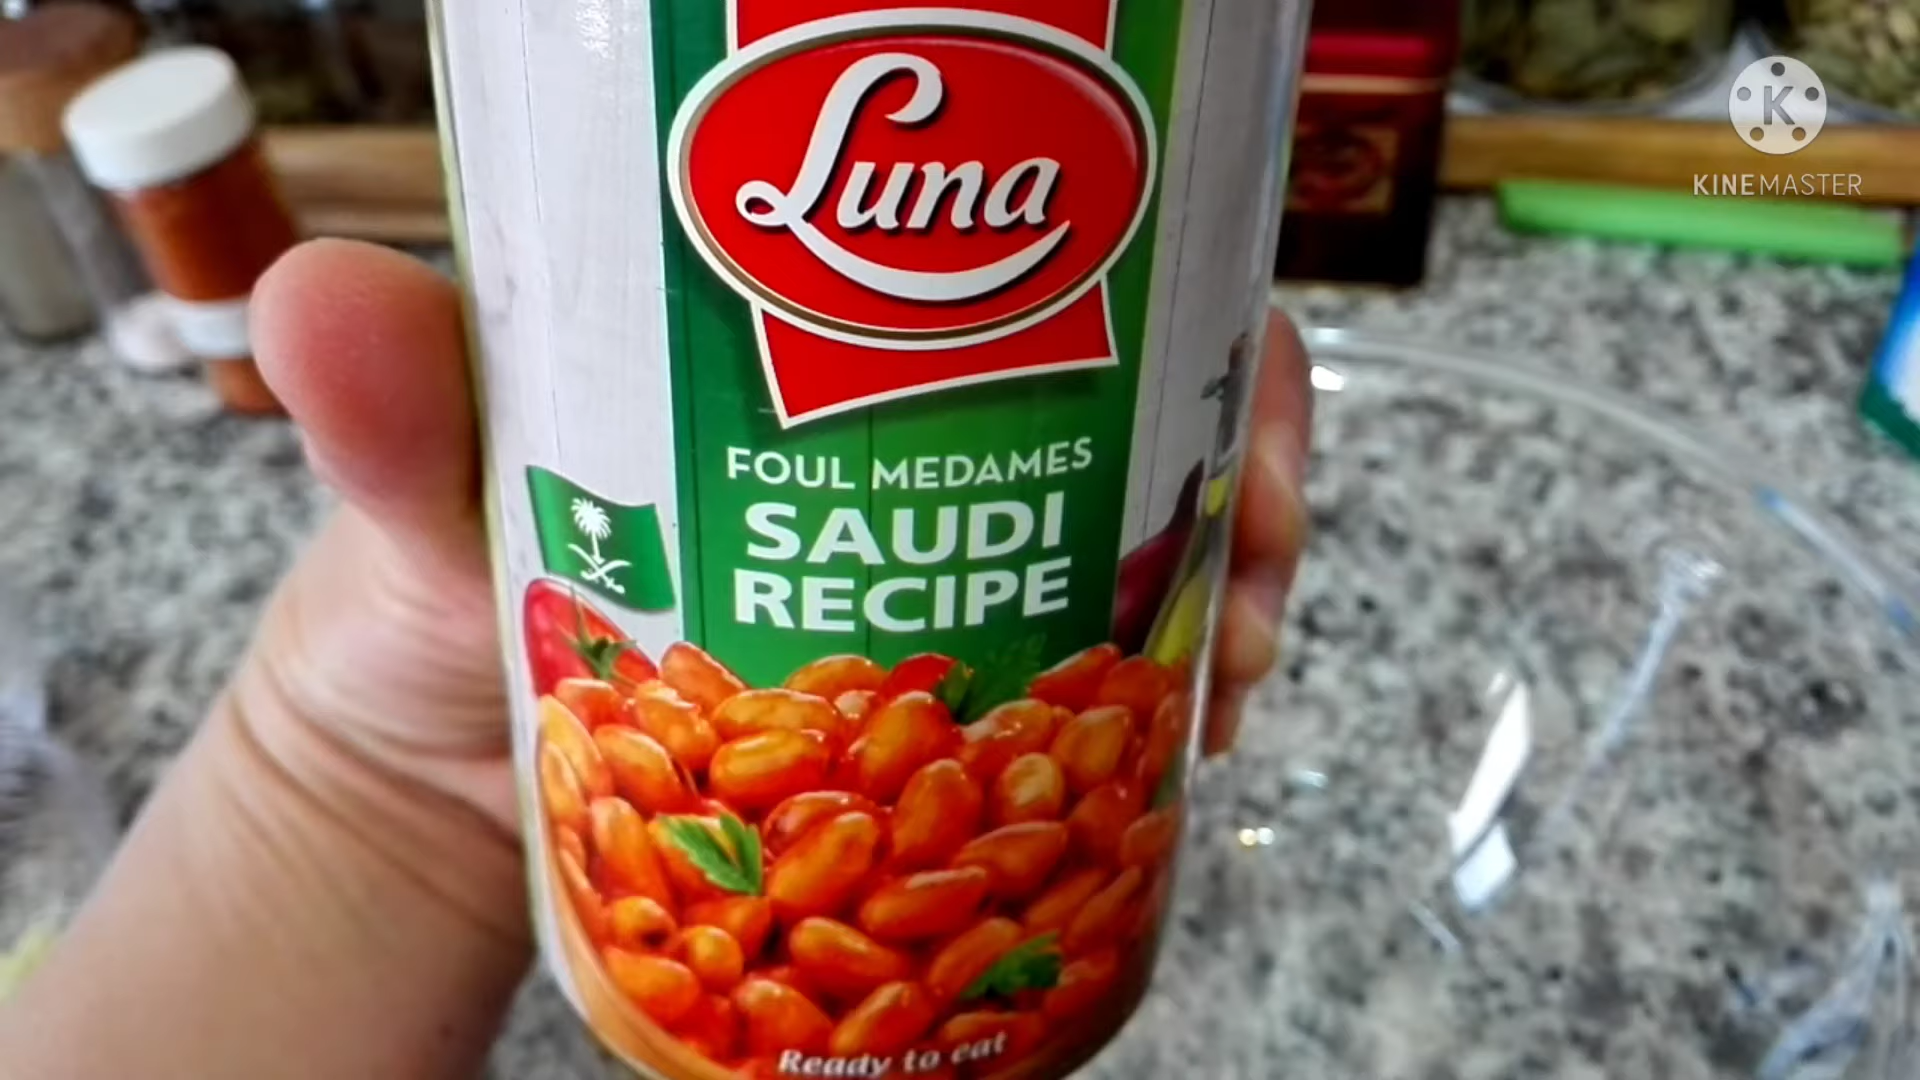 Luna
FOUL MEDAMES
SAUDI
RECIPE
Ready to eat
K
KINEMASTER